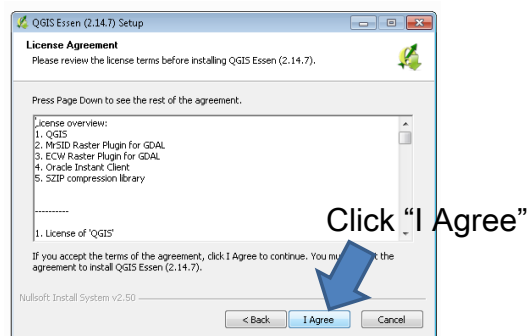 QGIS Essen (2.14.7) Setup
License Agreement
Please review the license terms before installing QGIS Essen (2.14.7).
Press Page Down to see the rest of the agreement.
License overview:
1. QGIS
2. MrSID Raster Plugin for GDAL
3. ECW Raster Plugin for GDAL
4. Oracle Instant Client
5. SZIP compression library
----------
1. License of 'QGIS'
Click “I Agree”
If you accept the terms of the agreement, click I Agree to continue. You the
agreement to install QGIS Essen (2.14.7).
Nullsoft Install System v2.50
< Back I Agree Cancel